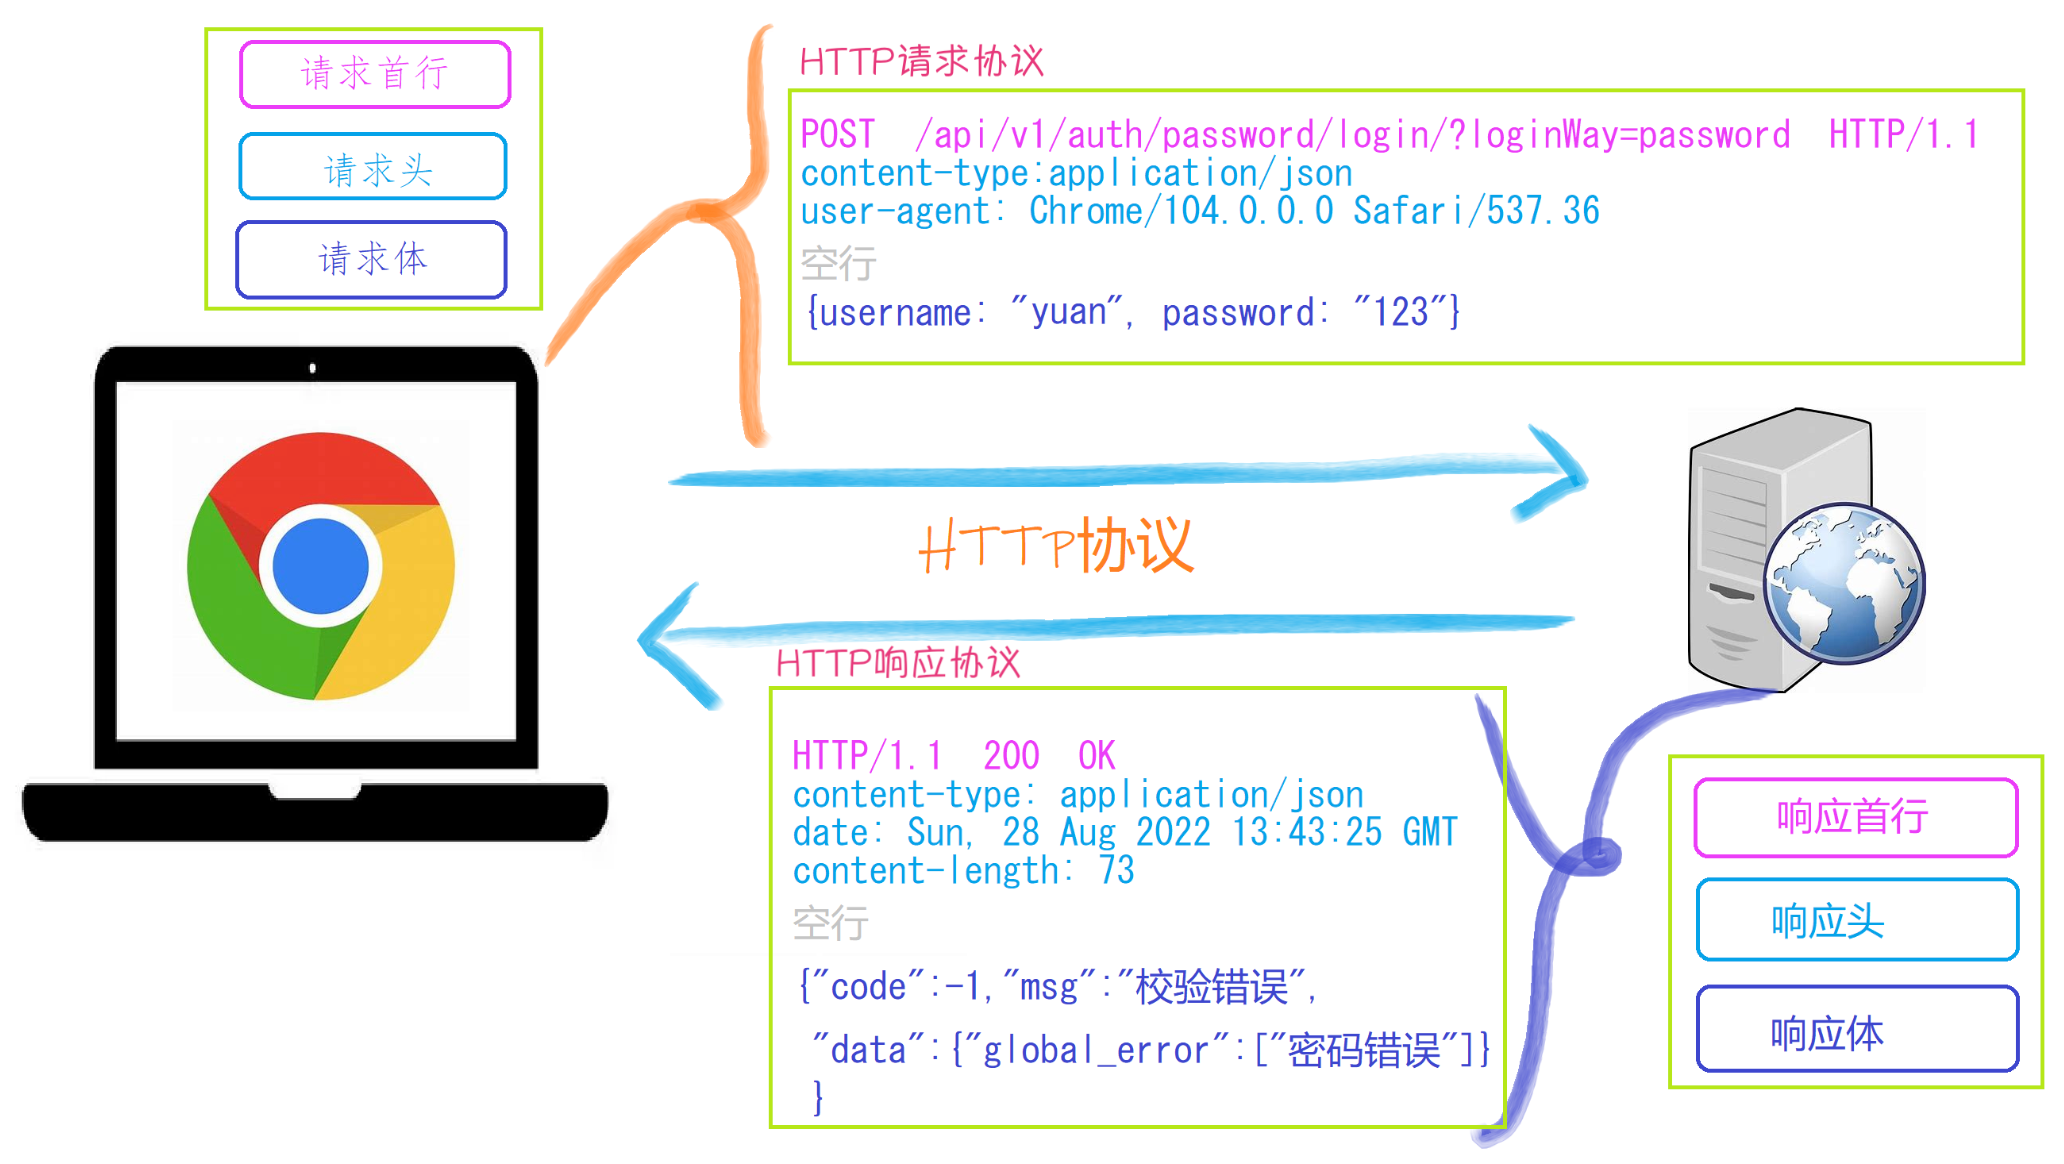 请求首行
请求头
请求体
HTTP请求协议
POST  /api/v1/auth/password/login/?loginWay=password  HTTP/1.1
content-type:application/json
user-agent: Chrome/104.0.0.0 Safari/537.36
空行
{username: "yuan", password: "123"}
HTTP协议
HTTP响应协议
HTTP/1.1  200  OK
content-type: application/json
date: Sun, 28 Aug 2022 13:43:25 GMT
content-length: 73
空行
{"code":-1,"msg":"校验错误",
"data":{"global_error":["密码错误"]}
}
响应首行
响应头
响应体